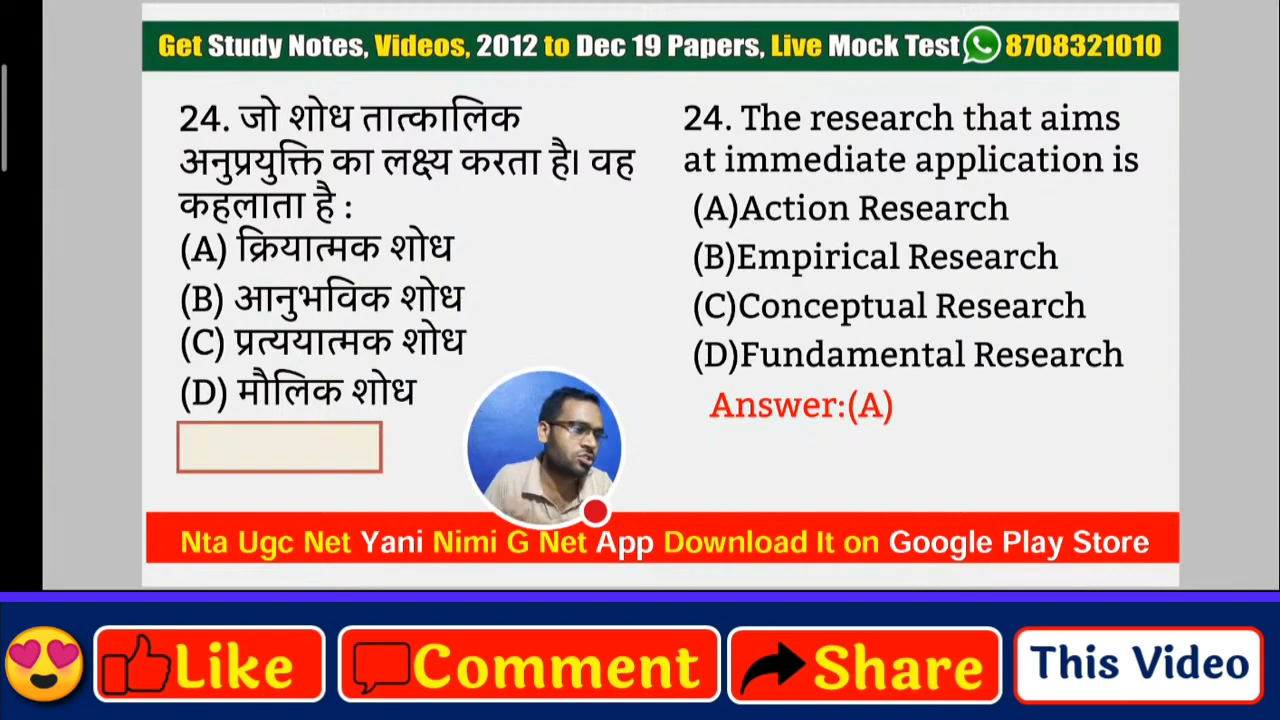 Get Study Notes, Videos, 2012 to Dec 19 Papers, Live Mock Test 8708321010
24. जो शोध तात्कालिक
अनुप्रयुक्ति का लक्ष्य करता है। वह
कहलाता है :
(A) क्रियात्मक शोध
(B) आनुभविक शोध
(C) प्रत्ययात्मक शोध
(D) मौलिक शोध
24. The research that aims
at immediate application is
(A)Action Research
(B)Empirical Research
(C)Conceptual Research
(D)Fundamental Research
Answer:(A)
Nta Ugc Net Yani Nimi G Net App Download It on Google Play Store
Like Comment Share This Video